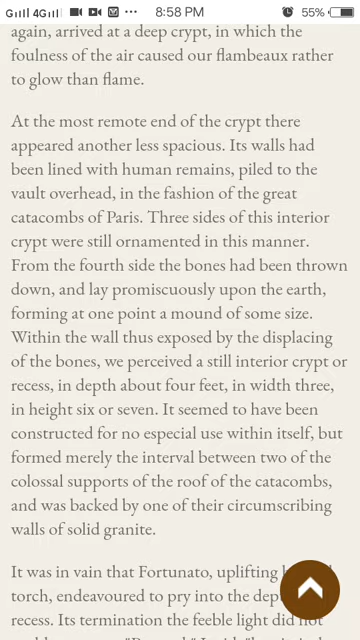 4G 8:58 PM 55%
again, arrived at a deep crypt, in which the
foulness of the air caused our flambeaux rather
to glow than flame.
At the most remote end of the crypt there
appeared another less spacious. Its walls had
been lined with human remains, piled to the
vault overhead, in the fashion of the great
catacombs of Paris. Three sides of this interior
crypt were still ornamented in this manner.
From the fourth side the bones had been thrown
down, and lay promiscuously upon the earth,
forming at one point a mound of some size.
Within the wall thus exposed by the displacing
of the bones, we perceived a still interior crypt or
recess, in depth about four feet, in width three,
in height six or seven. It seemed to have been
constructed for no especial use within itself, but
formed merely the interval between two of the
colossal supports of the roof of the catacombs,
and was backed by one of their circumscribing
walls of solid granite.
It was in vain that Fortunato, uplifting
torch, endeavoured to pry into the
recess. Its termination the feeble light did not